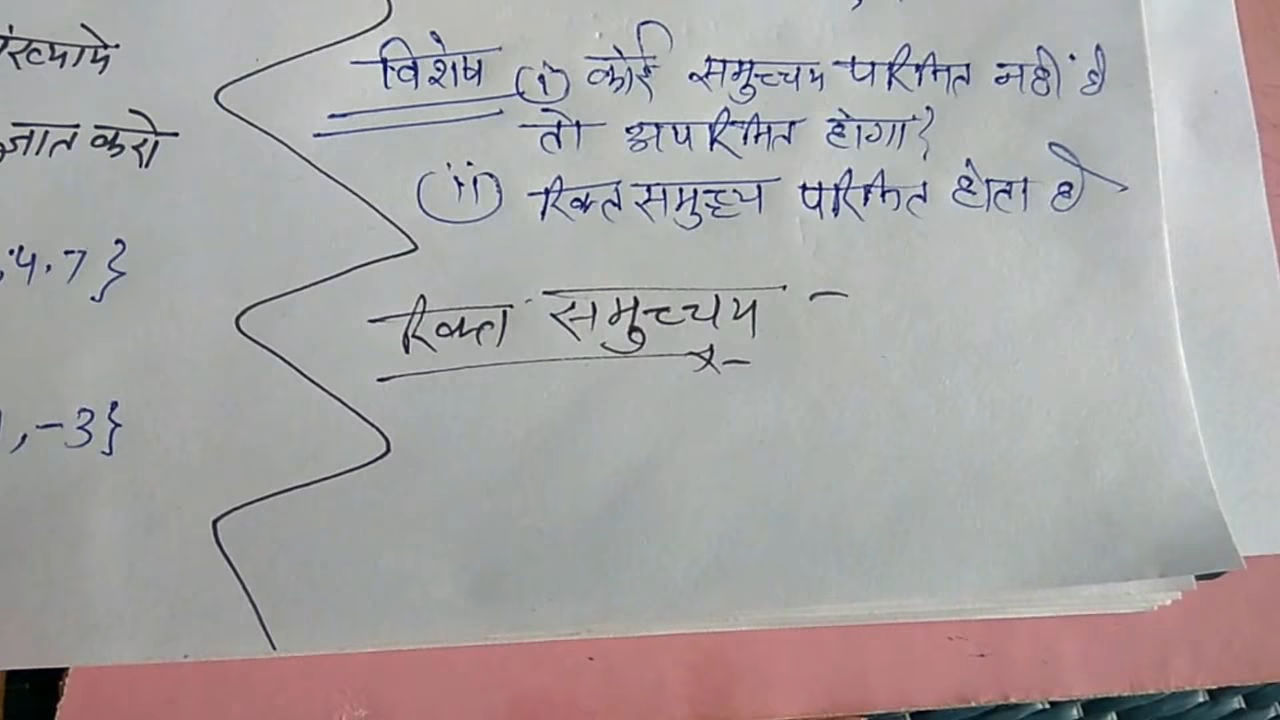 संख्याये
ज्ञात करो
,4,7}
,-3}
विशेष (i) कोई समुच्चय परिमित नहीं है
तो अपरिमित होगा?
(ii) रिक्त समुच्चय परिमित होता है
रिक्त समुच्चय -